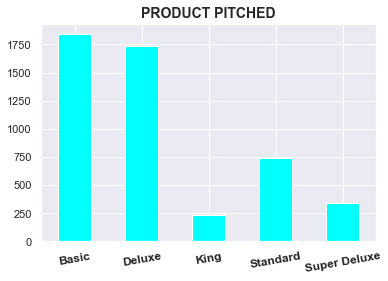 PRODUCT PITCHED
1750
1500
1250
1000
750
500
250
0
Basic
Deluxe
King
Standard
Super Deluxe